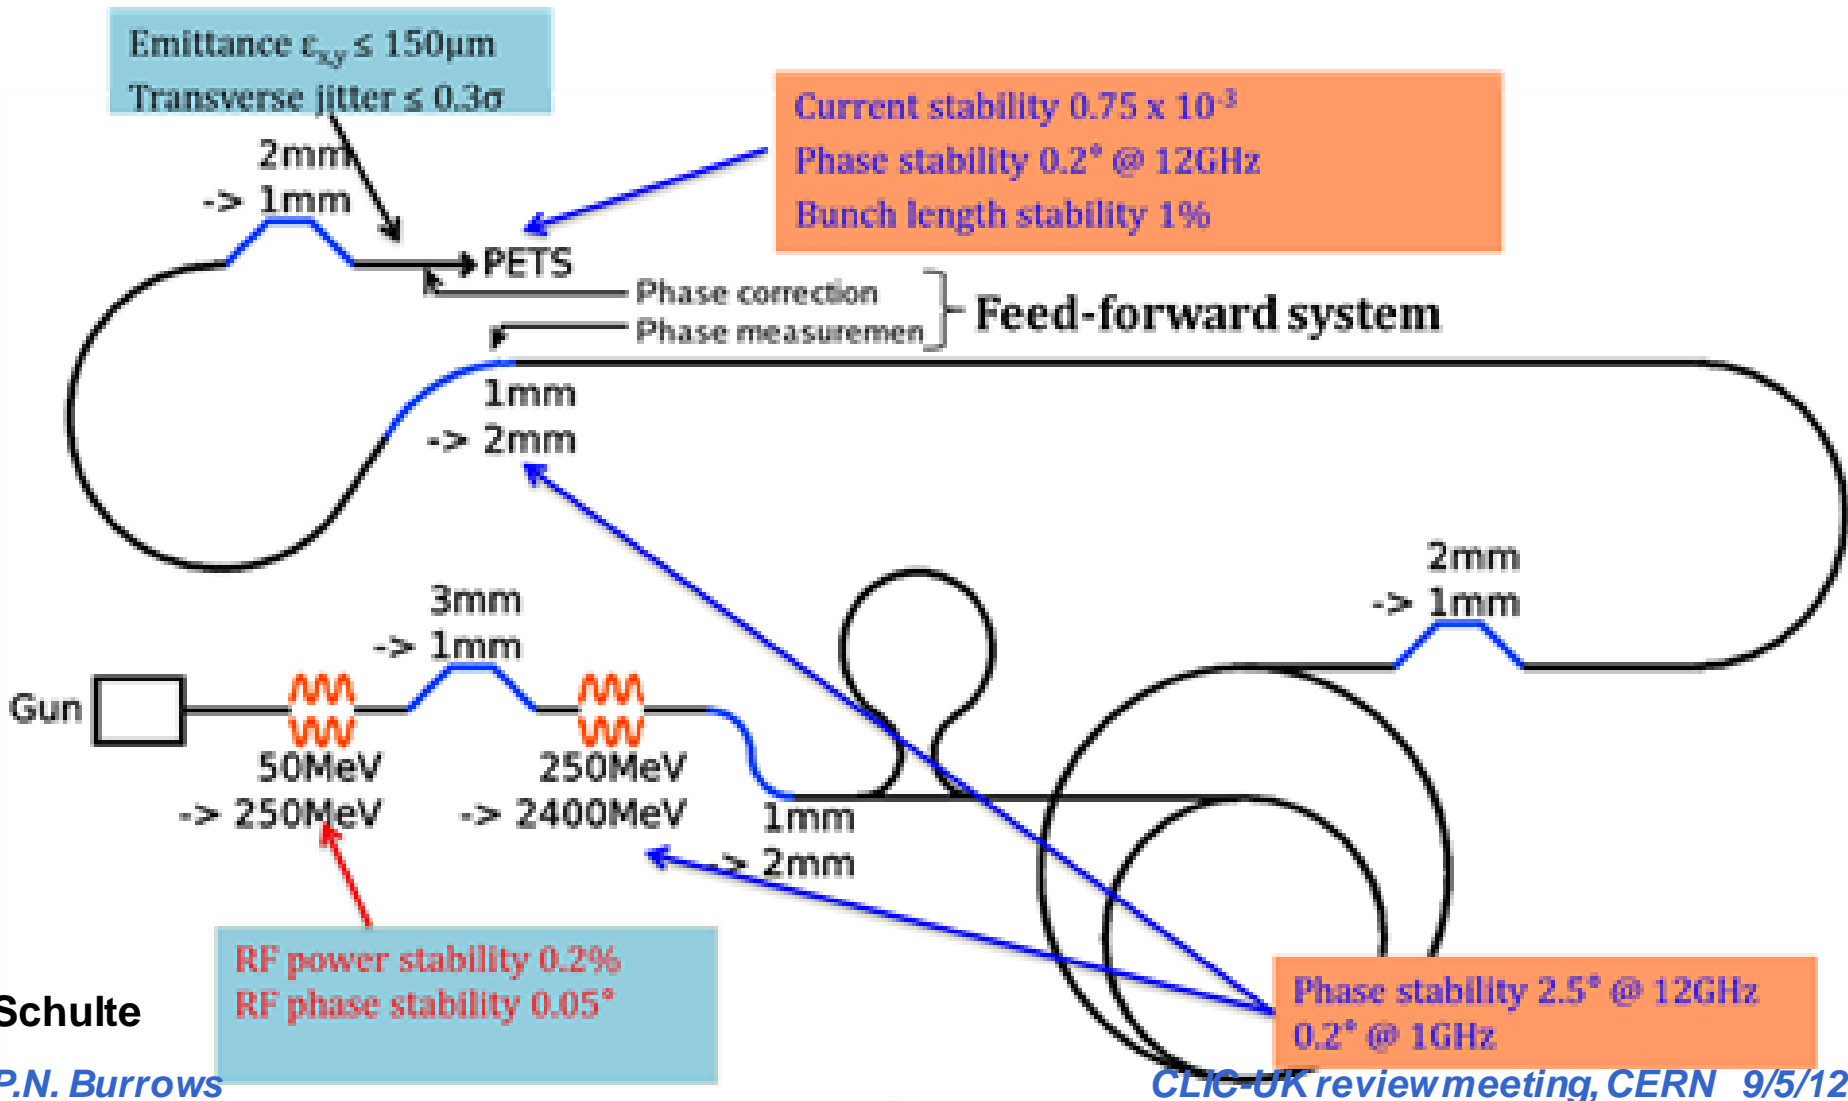 Emittance εx,y ≤ 150μm
Transverse jitter ≤ 0.3σ
Current stability 0.75 x 10-3
Phase stability 0.2° @ 12GHz
Bunch length stability 1%
2mm
-> 1mm
PETS
Phase correction
Phase measuremen
Feed-forward system
1mm
-> 2mm
2mm
-> 1mm
3mm
-> 1mm
Gun
50MeV
-> 250MeV
250MeV
-> 2400MeV
1mm
-> 2mm
RF power stability 0.2%
RF phase stability 0.05°
Phase stability 2.5° @ 12GHz
0.2° @ 1GHz
Schulte
P.N. Burrows
CLIC-UK review meeting, CERN 9/5/12